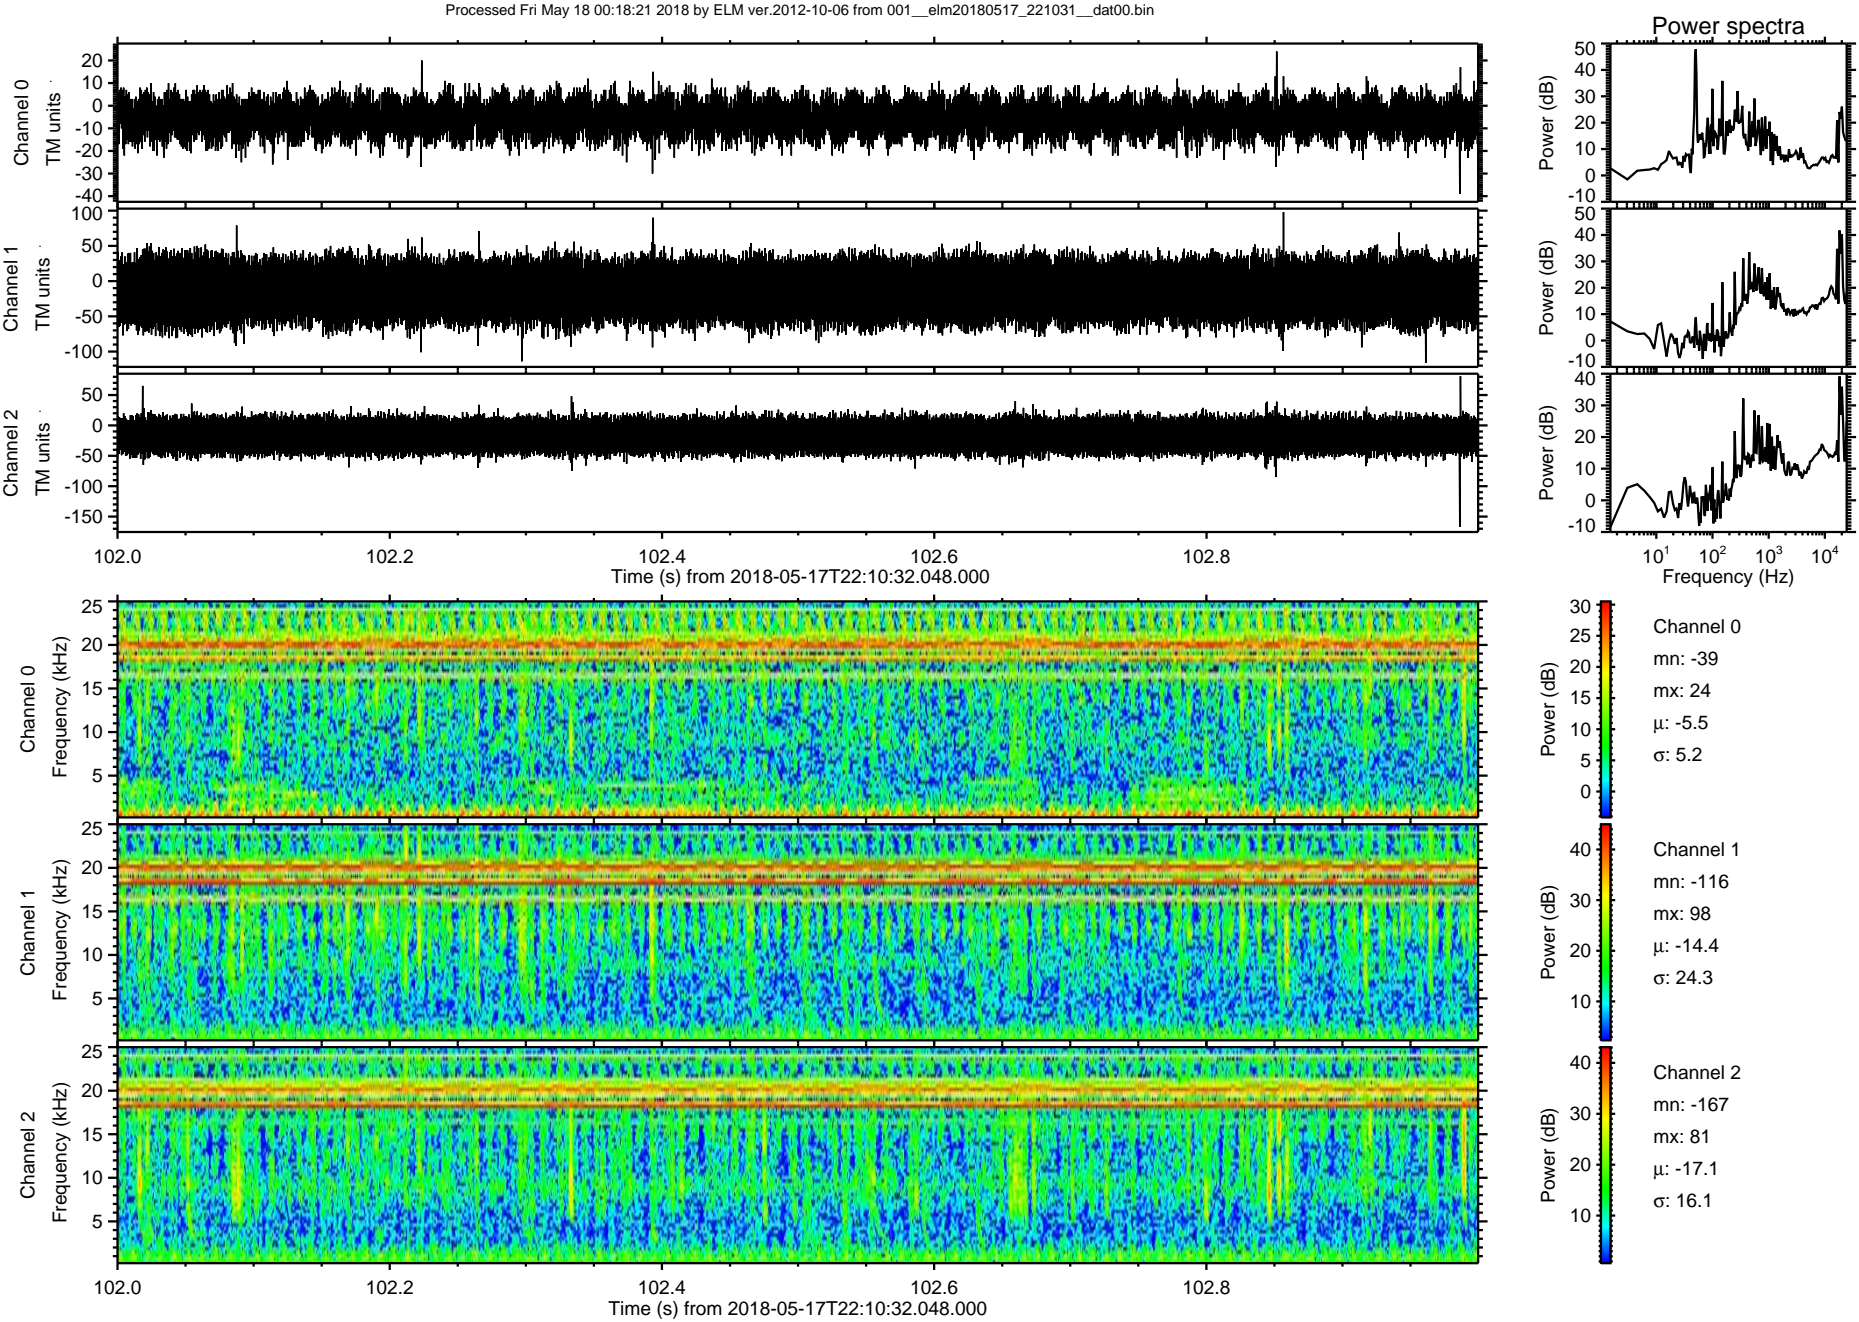 Processed Fri May 18 00:18:21 2018 by ELM ver.2012-10-06 from 001__elm20180517_221031__dat00.bin
Power spectra
Channel 0
TM units
20
10
0
-10
-20
-30
-40
Power (dB)
50
40
30
20
10
0
-10
Channel 1
TM units
100
50
0
-50
-100
Power (dB)
50
40
30
20
10
0
-10
Channel 2
TM units
50
0
-50
-100
-150
Power (dB)
40
30
20
10
0
-10
102.0 102.2 102.4 102.6 102.8
Time (s) from 2018-05-17T22:10:32.048.000
10¹ 10² 10³ 10⁴
Frequency (Hz)
Channel 0
Frequency (kHz)
25
20
15
10
5
Power (dB)
30
25
20
15
10
5
0
Channel 0
mn: -39
mx: 24
μ: -5.5
σ: 5.2
Channel 1
Frequency (kHz)
25
20
15
10
5
Power (dB)
40
30
20
10
Channel 1
mn: -116
mx: 98
μ: -14.4
σ: 24.3
Channel 2
Frequency (kHz)
25
20
15
10
5
Power (dB)
40
30
20
10
Channel 2
mn: -167
mx: 81
μ: -17.1
σ: 16.1
102.0 102.2 102.4 102.6 102.8
Time (s) from 2018-05-17T22:10:32.048.000